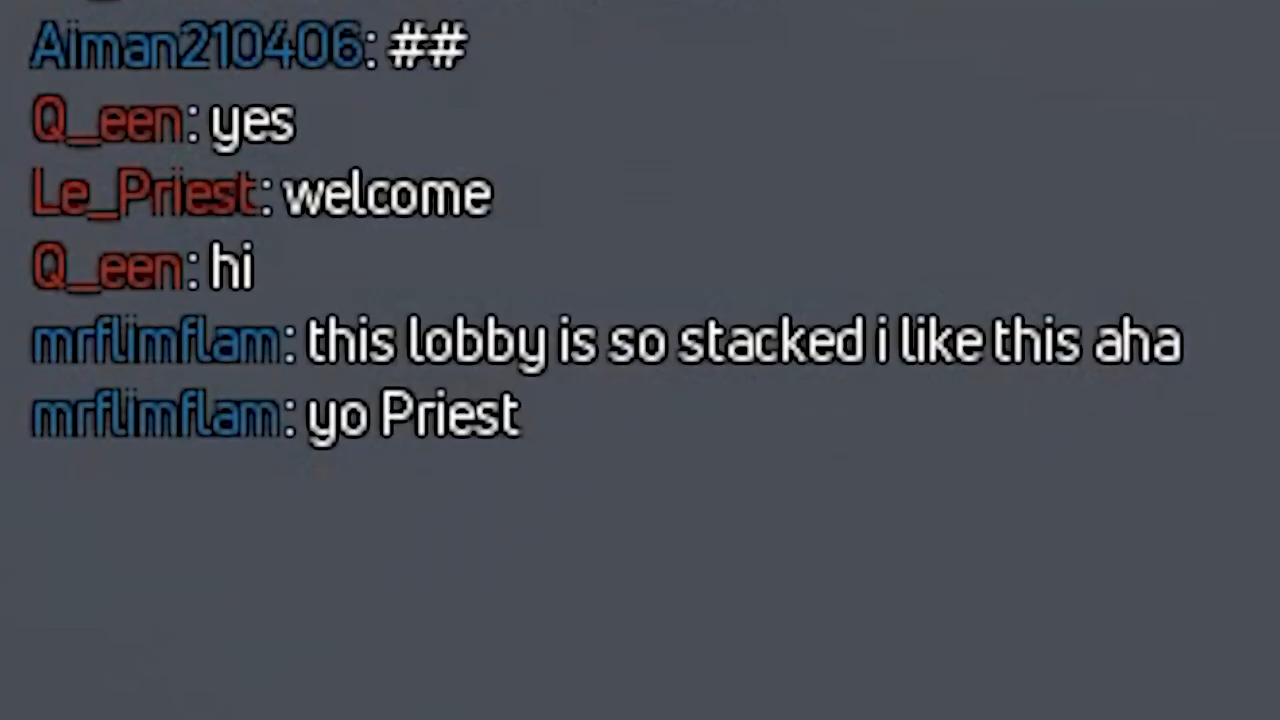 Aiman210406: ##
Q_een: yes
Le_Priest: welcome
Q_een: hi
mrflimflam: this lobby is so stacked i like this aha
mrflimflam: yo Priest